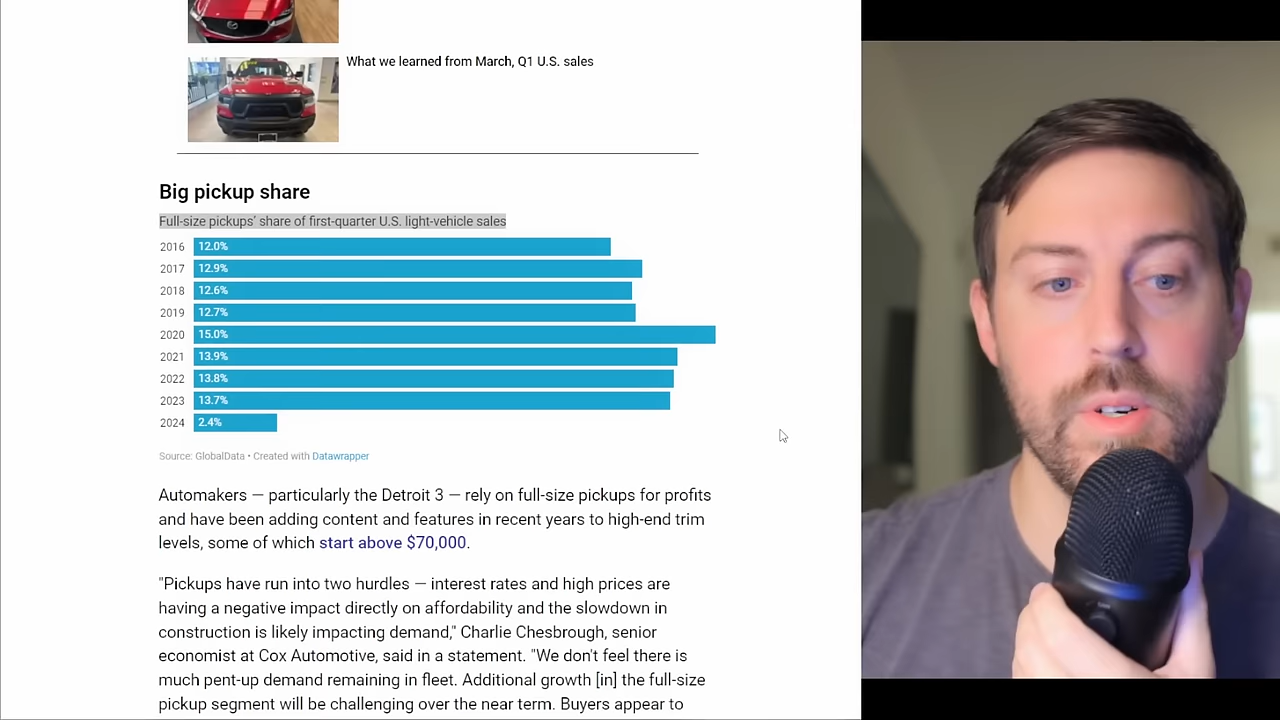 What we learned from March, Q1 U.S. sales
Big pickup share
Full-size pickups' share of first-quarter U.S. light-vehicle sales
2016 12.0%
2017 12.9%
2018 12.6%
2019 12.7%
2020 15.0%
2021 13.9%
2022 13.8%
2023 13.7%
2024 2.4%
Source: GlobalData • Created with Datawrapper
Automakers — particularly the Detroit 3 — rely on full-size pickups for profits
and have been adding content and features in recent years to high-end trim
levels, some of which start above $70,000.
"Pickups have run into two hurdles — interest rates and high prices are
having a negative impact directly on affordability and the slowdown in
construction is likely impacting demand," Charlie Chesbrough, senior
economist at Cox Automotive, said in a statement. "We don't feel there is
much pent-up demand remaining in fleet. Additional growth [in] the full-size
pickup segment will be challenging over the near term. Buyers appear to